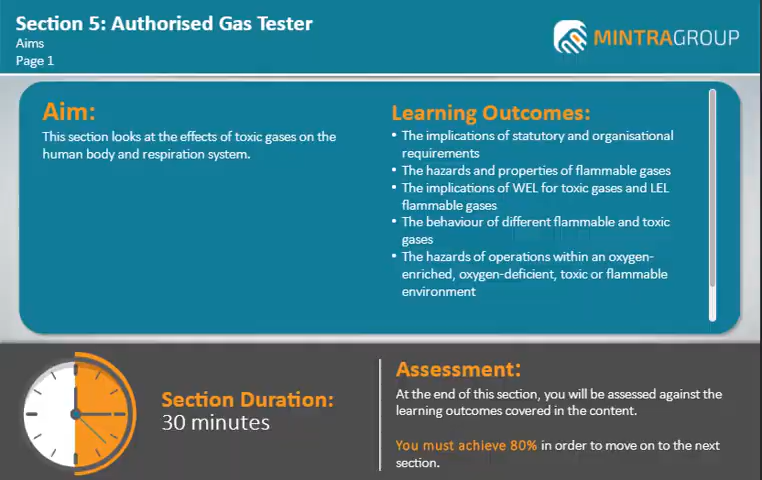 Section 5: Authorised Gas Tester
Aims
Page 1
MINTRAGROUP
Aim:
This section looks at the effects of toxic gases on the
human body and respiration system.
Learning Outcomes:
• The implications of statutory and organisational
requirements
• The hazards and properties of flammable gases
• The implications of WEL for toxic gases and LEL
flammable gases
• The behaviour of different flammable and toxic
gases
• The hazards of operations within an oxygen-
enriched, oxygen-deficient, toxic or flammable
environment
Section Duration:
30 minutes
Assessment:
At the end of this section, you will be assessed against the
learning outcomes covered in the content.
You must achieve 80% in order to move on to the next
section.